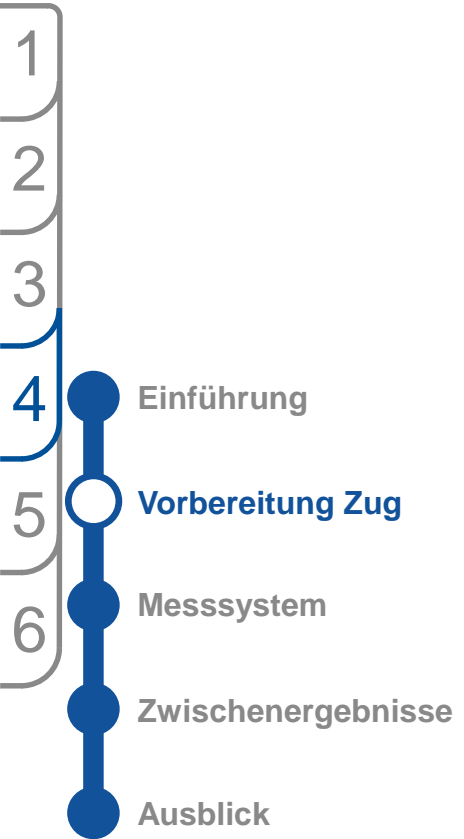 1
2
3
4
Einführung
Vorbereitung Zug
5
Messsystem
6
Zwischenergebnisse
Ausblick